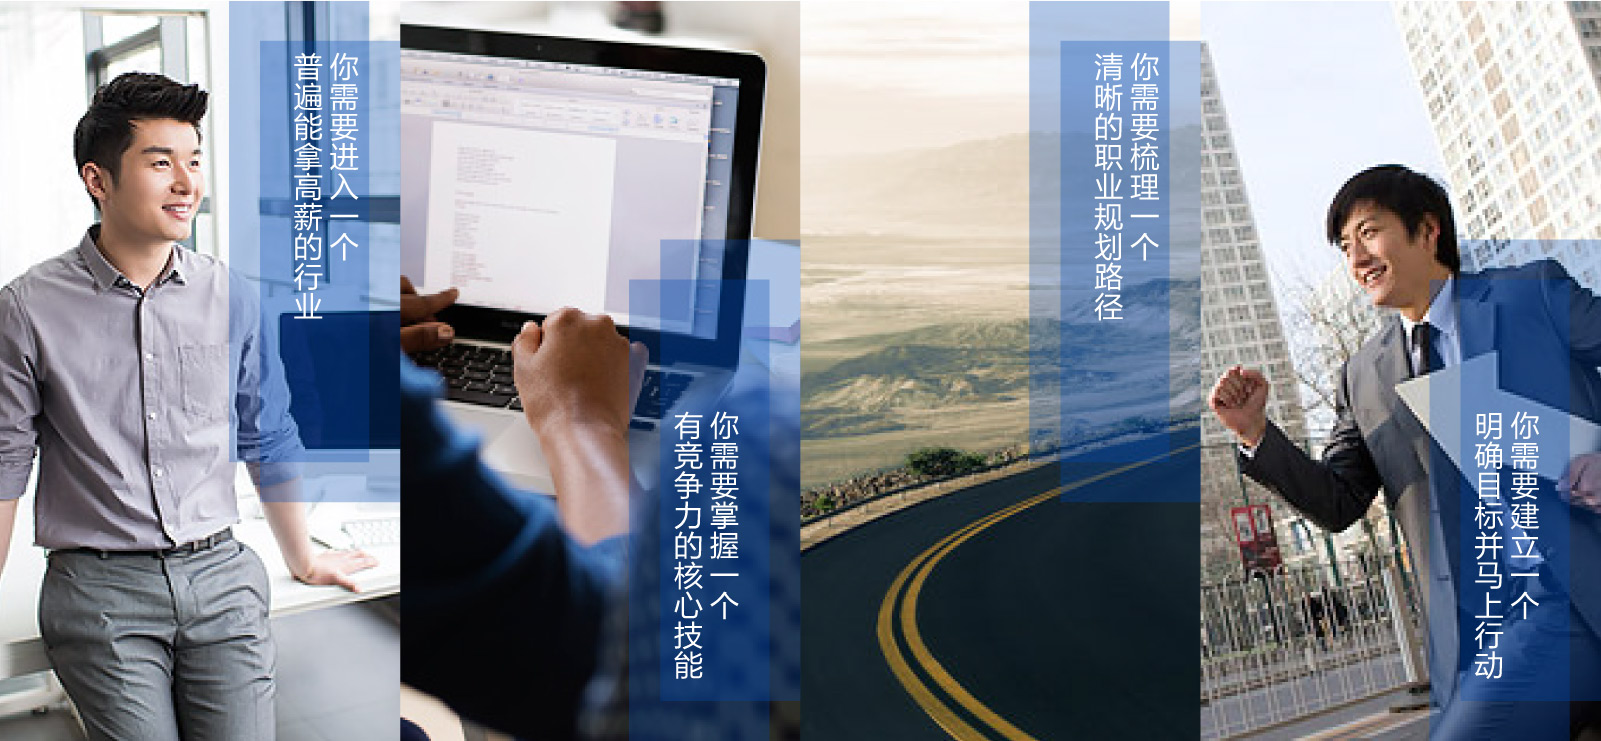 你需要进入一个
普遍能拿高薪的行业
你需要掌握一个
有竞争力的核心技能
你需要梳理一个
清晰的职业规划路径
你需要建立一个
明确目标并马上行动